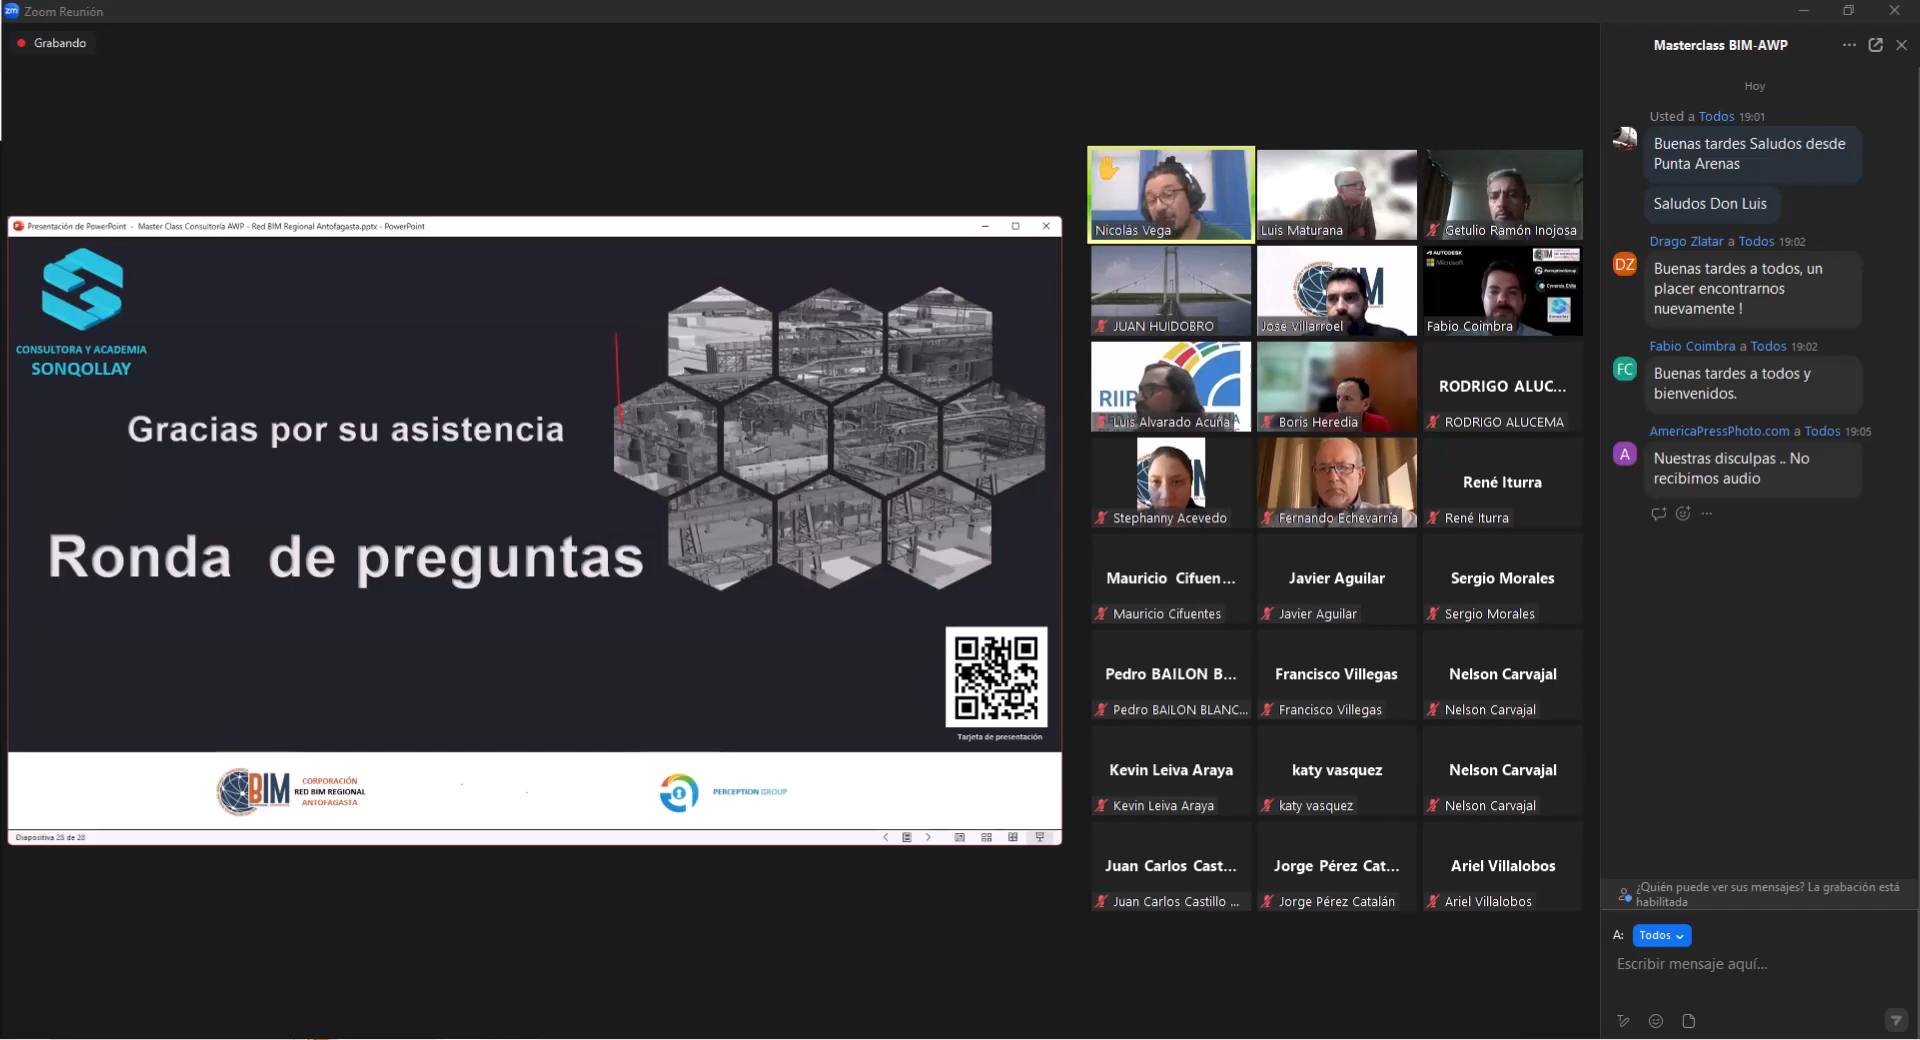 Zoom Reunión
Grabando
Presentación de PowerPoint - Master Class Consultoría AWP - Red BIM Regional Antofagasta.pptx - PowerPoint
CONSULTORA Y ACADEMIA
SONQOLLAY
Gracias por su asistencia
Ronda de preguntas
Tarjeta de presentación
BIM
CORPORACIÓN
RED BIM REGIONAL
ANTOFAGASTA
PERCEPTION GROUP
Diapositiva 28 de 28
Nicolás Vega
Luis Maturana
Getulio Ramón Inojosa
JUAN HUIDOBRO
José Villarroel
AUTODESK
Microsoft
Fabio Coimbra
RIIP
Luis Alvarado Acuña
Boris Heredia
RODRIGO ALUC...
RODRIGO ALUCEMA
Stephanny Acevedo
Fernando Echevarría
René Iturra
René Iturra
Mauricio Cifuen...
Mauricio Cifuentes
Javier Aguilar
Javier Aguilar
Sergio Morales
Sergio Morales
Pedro BAILON B...
Pedro BAILON BLANC...
Francisco Villegas
Francisco Villegas
Nelson Carvajal
Nelson Carvajal
Kevin Leiva Araya
Kevin Leiva Araya
katy vasquez
katy vasquez
Nelson Carvajal
Nelson Carvajal
Juan Carlos Cast...
Juan Carlos Castillo ...
Jorge Pérez Cat...
Jorge Pérez Catalán
Ariel Villalobos
Ariel Villalobos
Masterclass BIM-AWP
Hoy
Usted a Todos 19:01
Buenas tardes Saludos desde
Punta Arenas
Saludos Don Luis
Drago Zlatar a Todos 19:02
DZ
Buenas tardes a todos, un
placer encontrarnos
nuevamente !
Fabio Coimbra a Todos 19:02
FC
Buenas tardes a todos y
bienvenidos.
AmericaPressPhoto.com a Todos 19:05
A
Nuestras disculpas .. No
recibimos audio
¿Quién puede ver sus mensajes? La grabación está
habilitada
A: Todos
Escribir mensaje aquí...